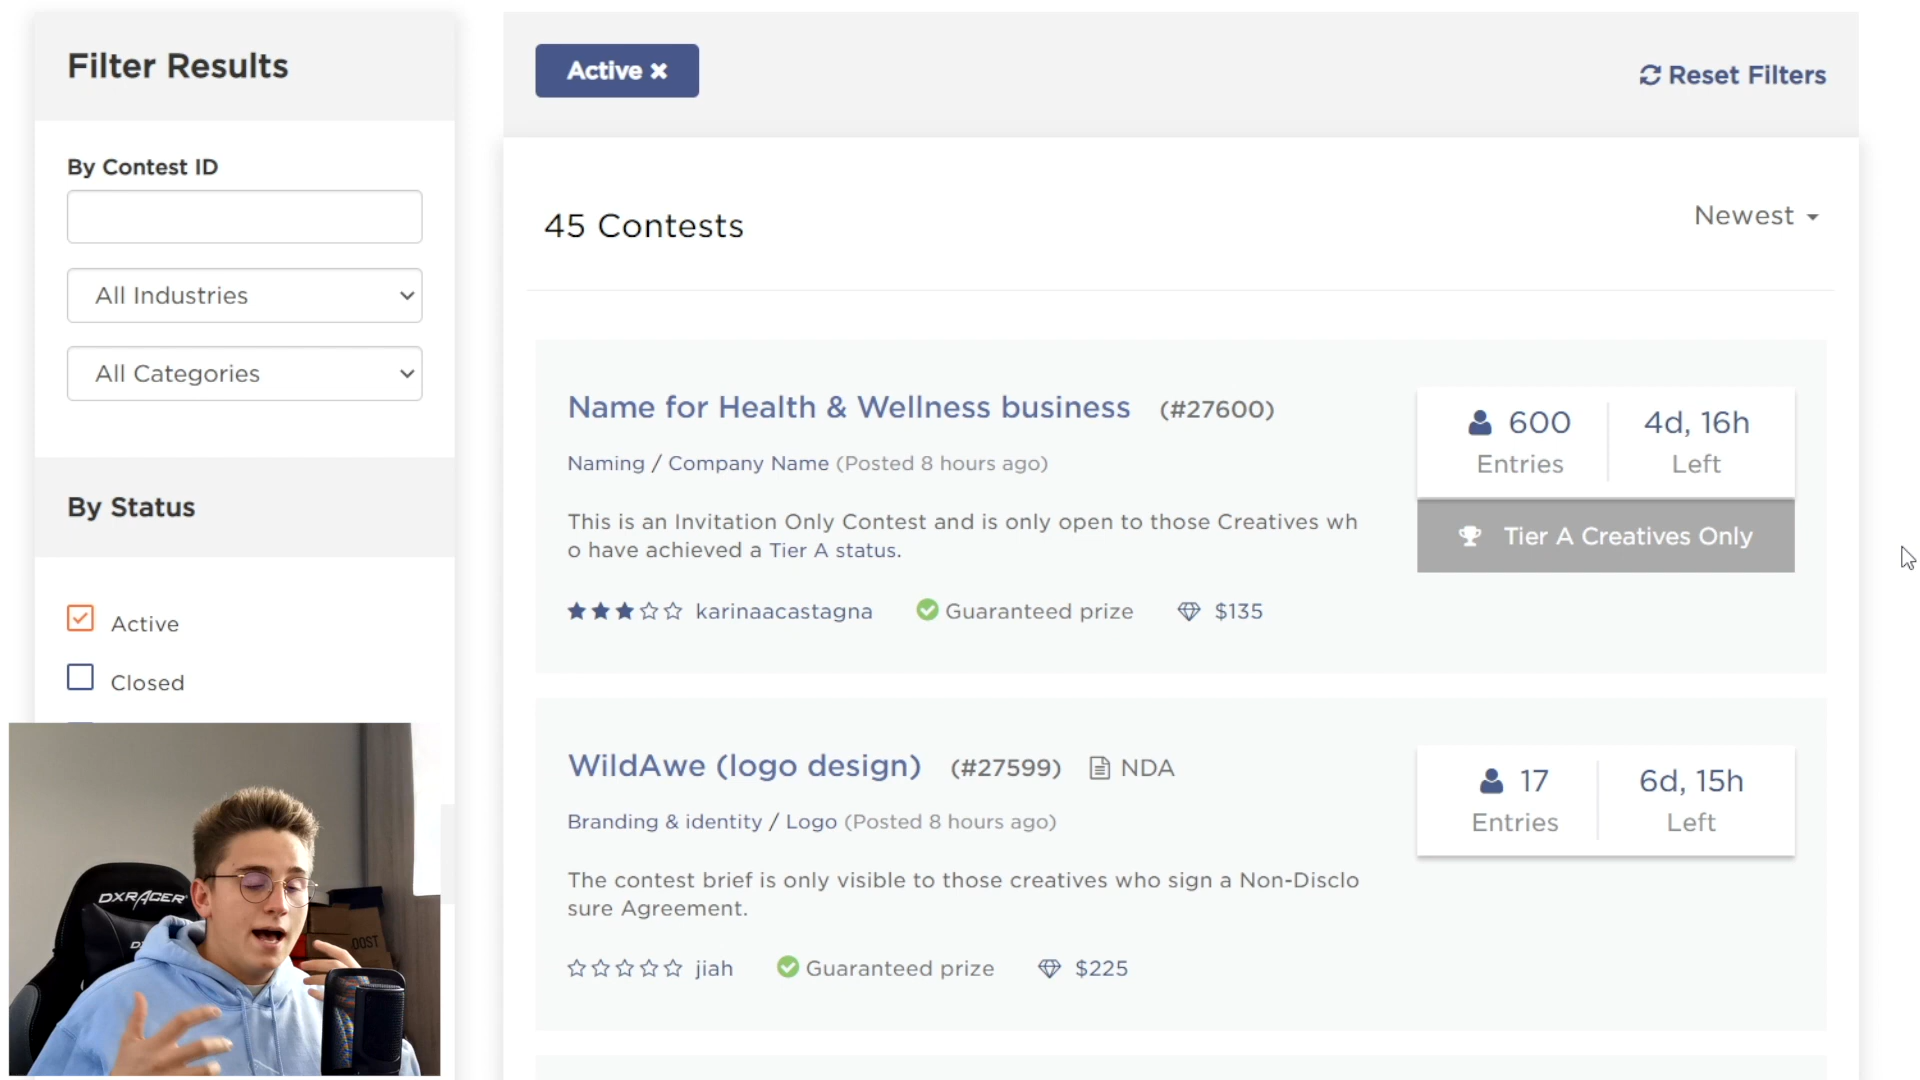 Filter Results
By Contest ID
All Industries
All Categories
By Status
Active
Closed
Active ✖
Reset Filters
45 Contests
Newest
Name for Health & Wellness business (#27600)
Naming / Company Name (Posted 8 hours ago)
This is an Invitation Only Contest and is only open to those Creatives wh
o have achieved a Tier A status.
karinaacastagna Guaranteed prize $135
600 Entries
4d, 16h Left
Tier A Creatives Only
WildAwe (logo design) (#27599) NDA
Branding & identity / Logo (Posted 8 hours ago)
The contest brief is only visible to those creatives who sign a Non-Disclo
sure Agreement.
jiah Guaranteed prize $225
17 Entries
6d, 15h Left
DXRACER